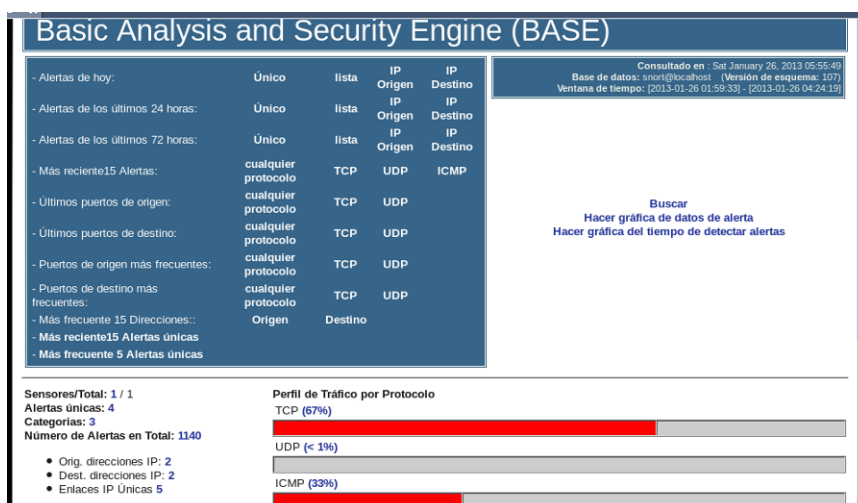 Basic Analysis and Security Engine (BASE)
- Alertas de hoy: Único lista IP Origen IP Destino
- Alertas de los últimos 24 horas: Único lista IP Origen IP Destino
- Alertas de los últimos 72 horas: Único lista IP Origen IP Destino
- Más reciente15 Alertas: cualquier protocolo TCP UDP ICMP
- Últimos puertos de origen: cualquier protocolo TCP UDP
- Últimos puertos de destino: cualquier protocolo TCP UDP
- Puertos de origen más frecuentes: cualquier protocolo TCP UDP
- Puertos de destino más frecuentes: cualquier protocolo TCP UDP
- Más frecuente 15 Direcciones:: Origen Destino
- Más reciente15 Alertas únicas
- Más frecuente 5 Alertas únicas
Consultado en : Sat January 26, 2013 05:55:49
Base de datos: snort@localhost (Versión de esquema: 107)
Ventana de tiempo: [2013-01-26 01:59:33] - [2013-01-26 04:24:19]
Buscar
Hacer gráfica de datos de alerta
Hacer gráfica del tiempo de detectar alertas
Sensores/Total: 1 / 1
Alertas únicas: 4
Categorias: 3
Número de Alertas en Total: 1140
• Orig. direcciones IP: 2
• Dest. direcciones IP: 2
• Enlaces IP Únicas 5
Perfil de Tráfico por Protocolo
TCP (67%)
UDP (< 1%)
ICMP (33%)